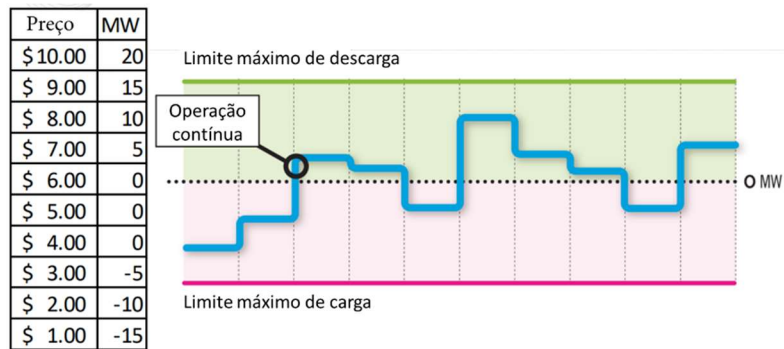 Preço MW
$ 10.00 20
$ 9.00 15
$ 8.00 10
$ 7.00 5
$ 6.00 0
$ 5.00 0
$ 4.00 0
$ 3.00 -5
$ 2.00 -10
$ 1.00 -15
Limite máximo de descarga
Operação
contínua
0 MW
Limite máximo de carga